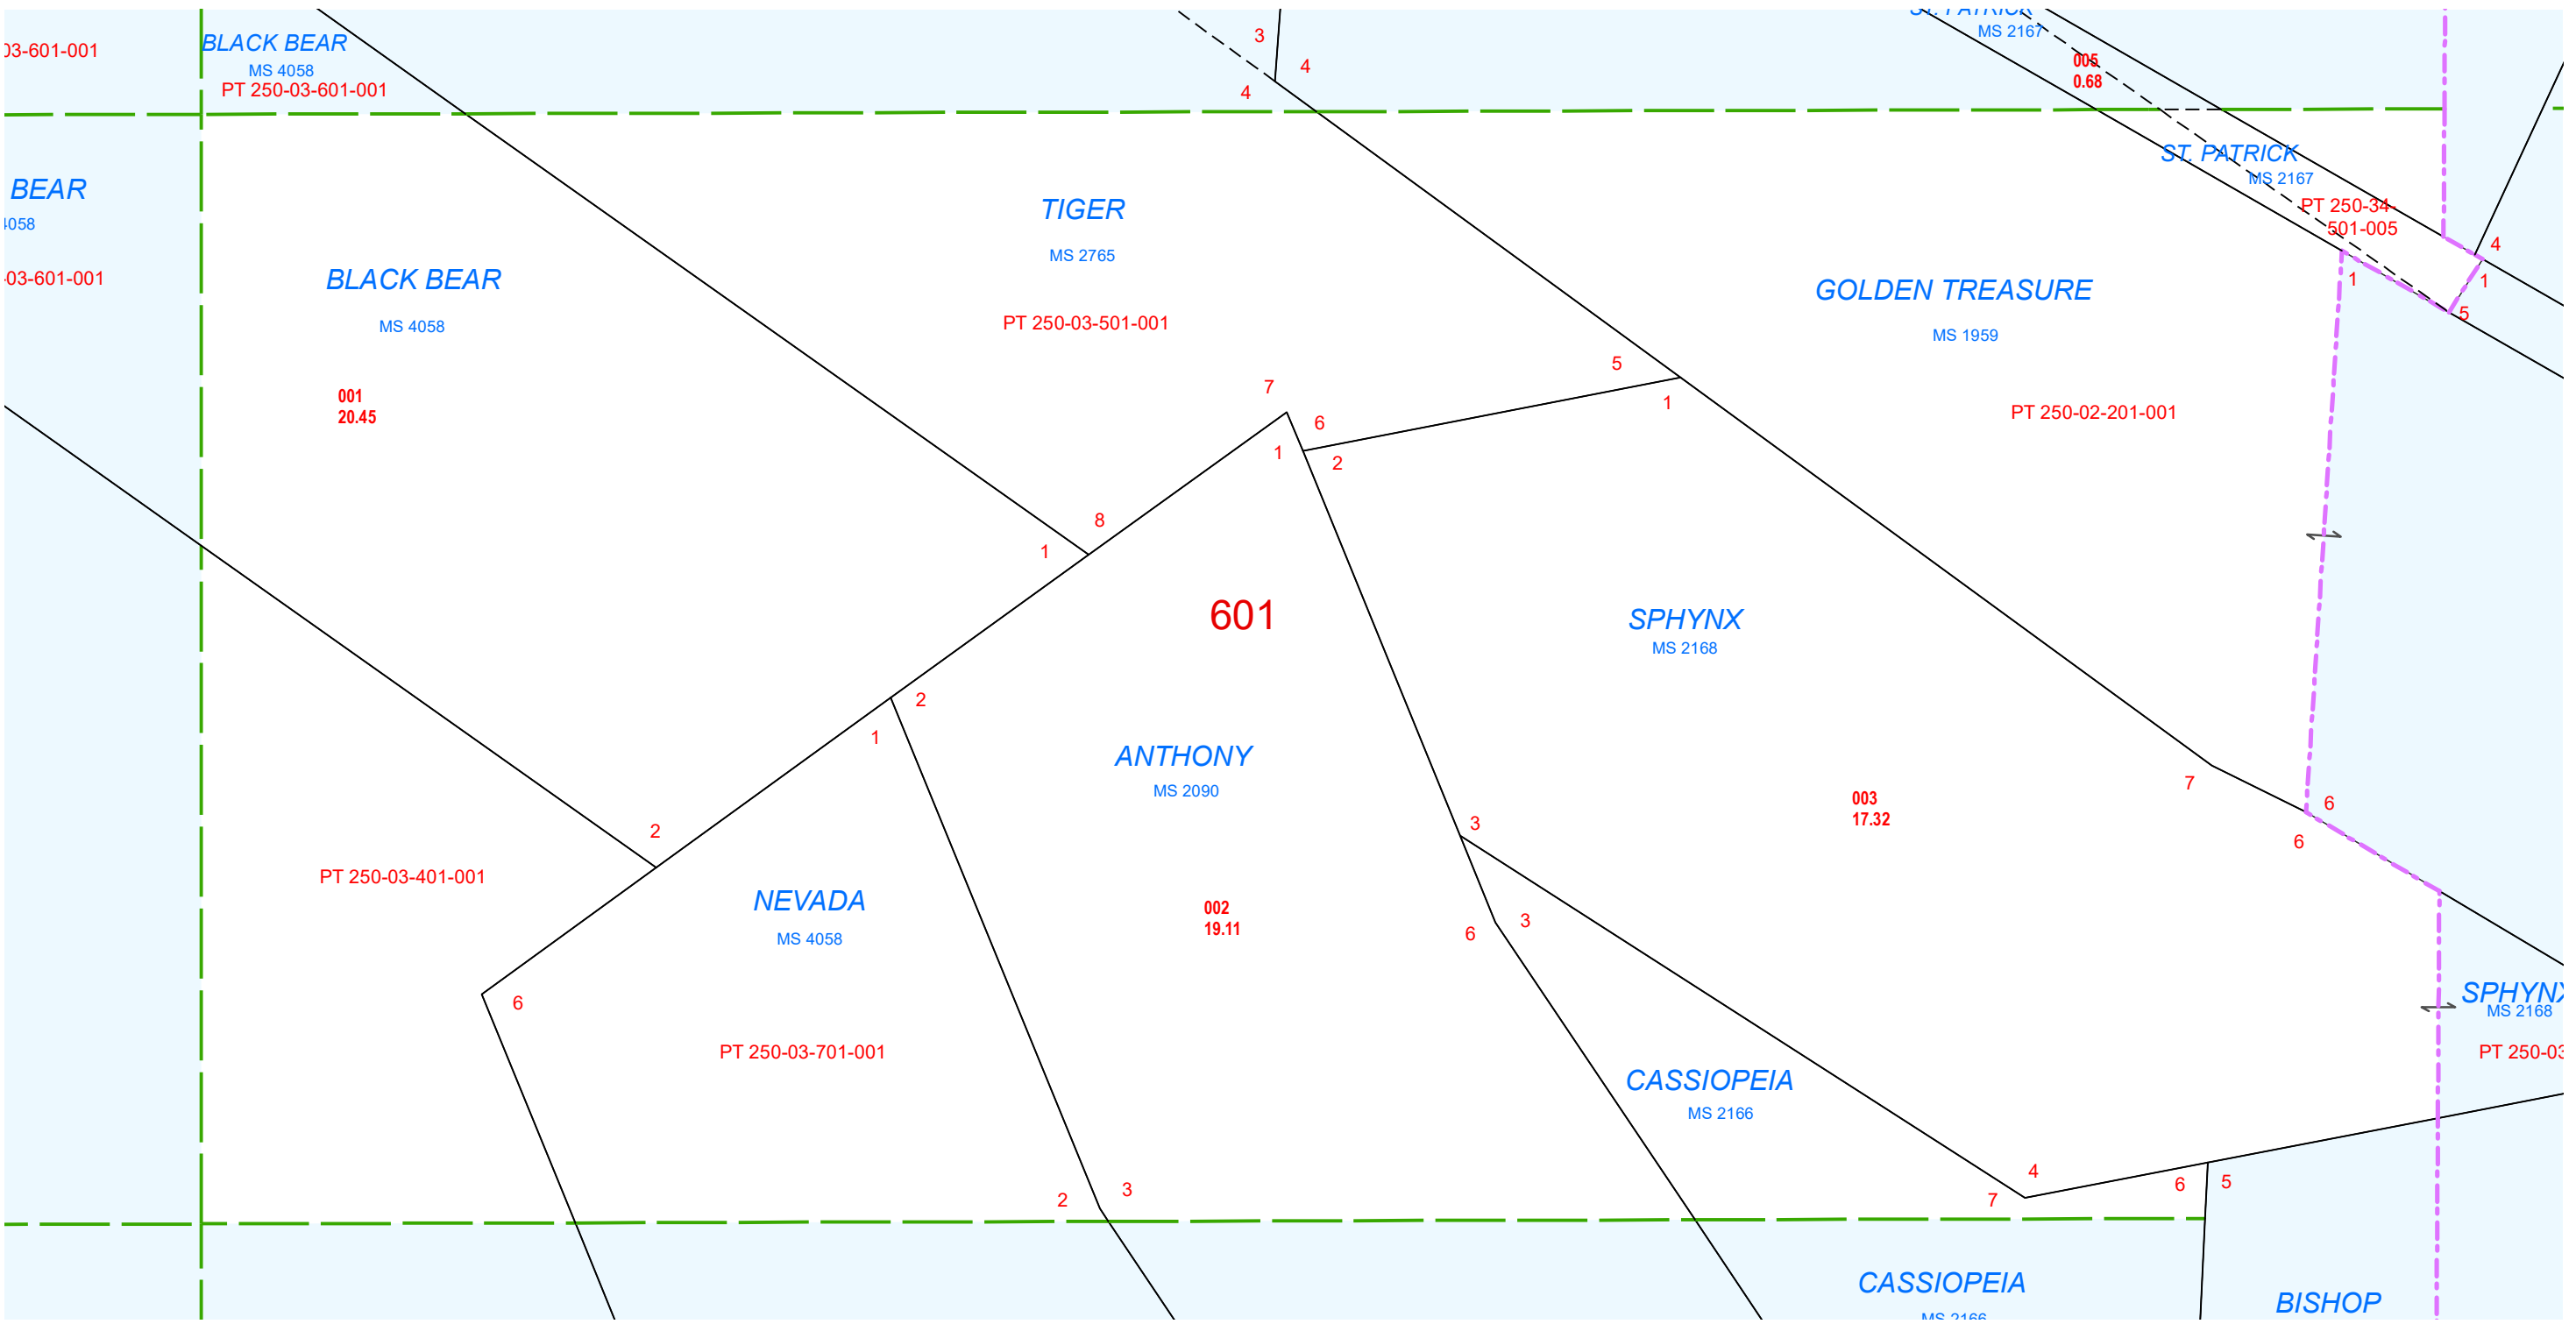 ST. PATRICK
MS 2167
3
BLACK BEAR
03-601-001
MS 4058
PT 250-03-601-001
4
4
005
0.68
ST. PATRICK
MS 2167
BEAR
4058
TIGER
MS 2765
PT 250-34-
501-005
4
1
1
5
-03-601-001
BLACK BEAR
MS 4058
PT 250-03-501-001
GOLDEN TREASURE
MS 1959
001
20.45
7
5
6
1
PT 250-02-201-001
1
2
8
1
601
SPHYNX
MS 2168
2
1
ANTHONY
MS 2090
7
6
003
17.32
2
3
6
PT 250-03-401-001
NEVADA
MS 4058
002
19.11
6
3
6
SPHYNX
MS 2168
PT 250-03-701-001
PT 250-03
CASSIOPEIA
MS 2166
2
3
4
7
6
5
CASSIOPEIA
MS 2166
BISHOP